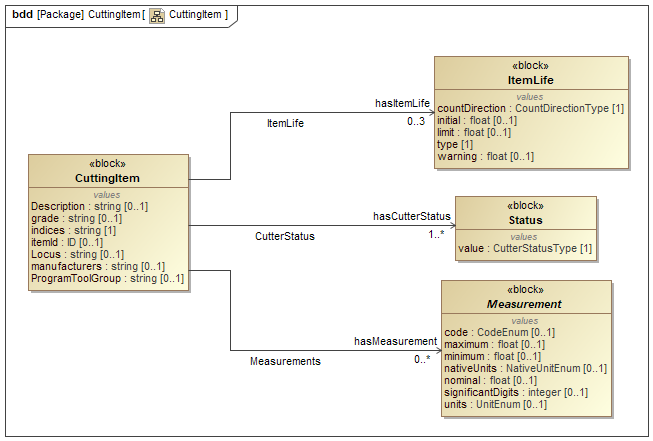 bdd [Package] CuttingItem [ CuttingItem ]
«block»
ItemLife
values
countDirection : CountDirectionType [1]
initial : float [0..1]
limit : float [0..1]
type [1]
warning : float [0..1]
hasItemLife
0..3
ItemLife
«block»
CuttingItem
values
Description : string [0..1]
grade : string [0..1]
indices : string [1]
itemId : ID [0..1]
Locus : string [0..1]
manufacturers : string [0..1]
ProgramToolGroup : string [0..1]
«block»
Status
values
value : CutterStatusType [1]
hasCutterStatus
1..*
CutterStatus
«block»
Measurement
values
code : CodeEnum [0..1]
maximum : float [0..1]
minimum : float [0..1]
nativeUnits : NativeUnitEnum [0..1]
nominal : float [0..1]
significantDigits : integer [0..1]
units : UnitEnum [0..1]
hasMeasurement
0..*
Measurements